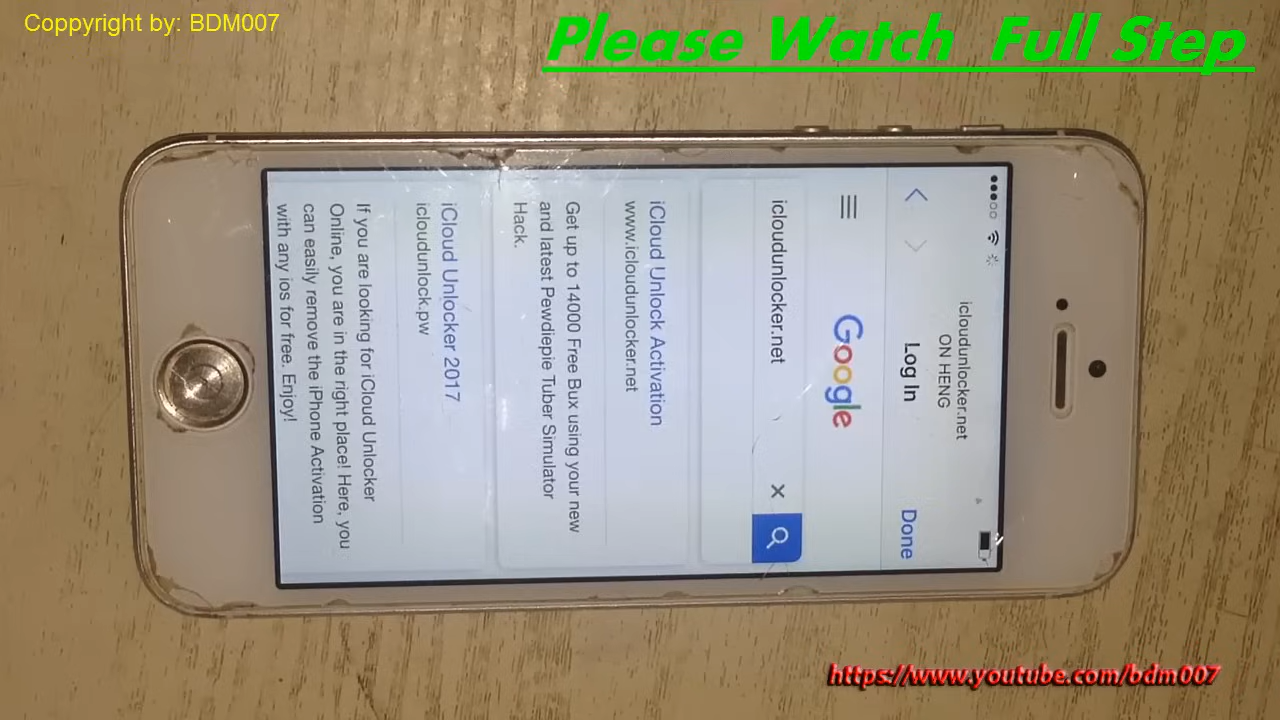 Coppyright by: BDM007
Please Watch Full Step
icloudunlocker.net
ON HENG
Log In
Done
Google
icloudunlocker.net
iCloud Unlock Activation
www.icloudunlocker.net
Get up to 14000 Free Bux using your new
and latest Pewdiepie Tuber Simulator
Hack.
iCloud Unlocker 2017
icloudunlock.pw
If you are looking for iCloud Unlocker
Online, you are in the right place! Here, you
can easily remove the iPhone Activation
with any ios for free. Enjoy!
https://www.youtube.com/bdm007